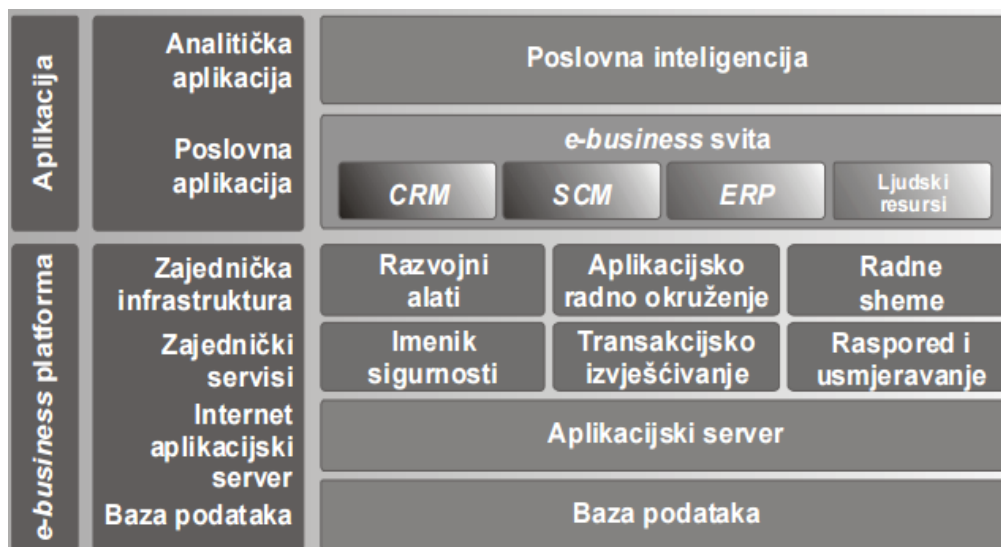 Aplikacija
Analitička
aplikacija
Poslovna inteligencija
Poslovna
aplikacija
e-business svita
CRM
SCM
ERP
Ljudski
resursi
e-business platforma
Zajednička
infrastruktura
Razvojni
alati
Aplikacijsko
radno okruženje
Radne
sheme
Zajednički
servisi
Imenik
sigurnosti
Transakcijsko
izvješćivanje
Raspored i
usmjeravanje
Internet
aplikacijski
server
Aplikacijski server
Baza podataka
Baza podataka